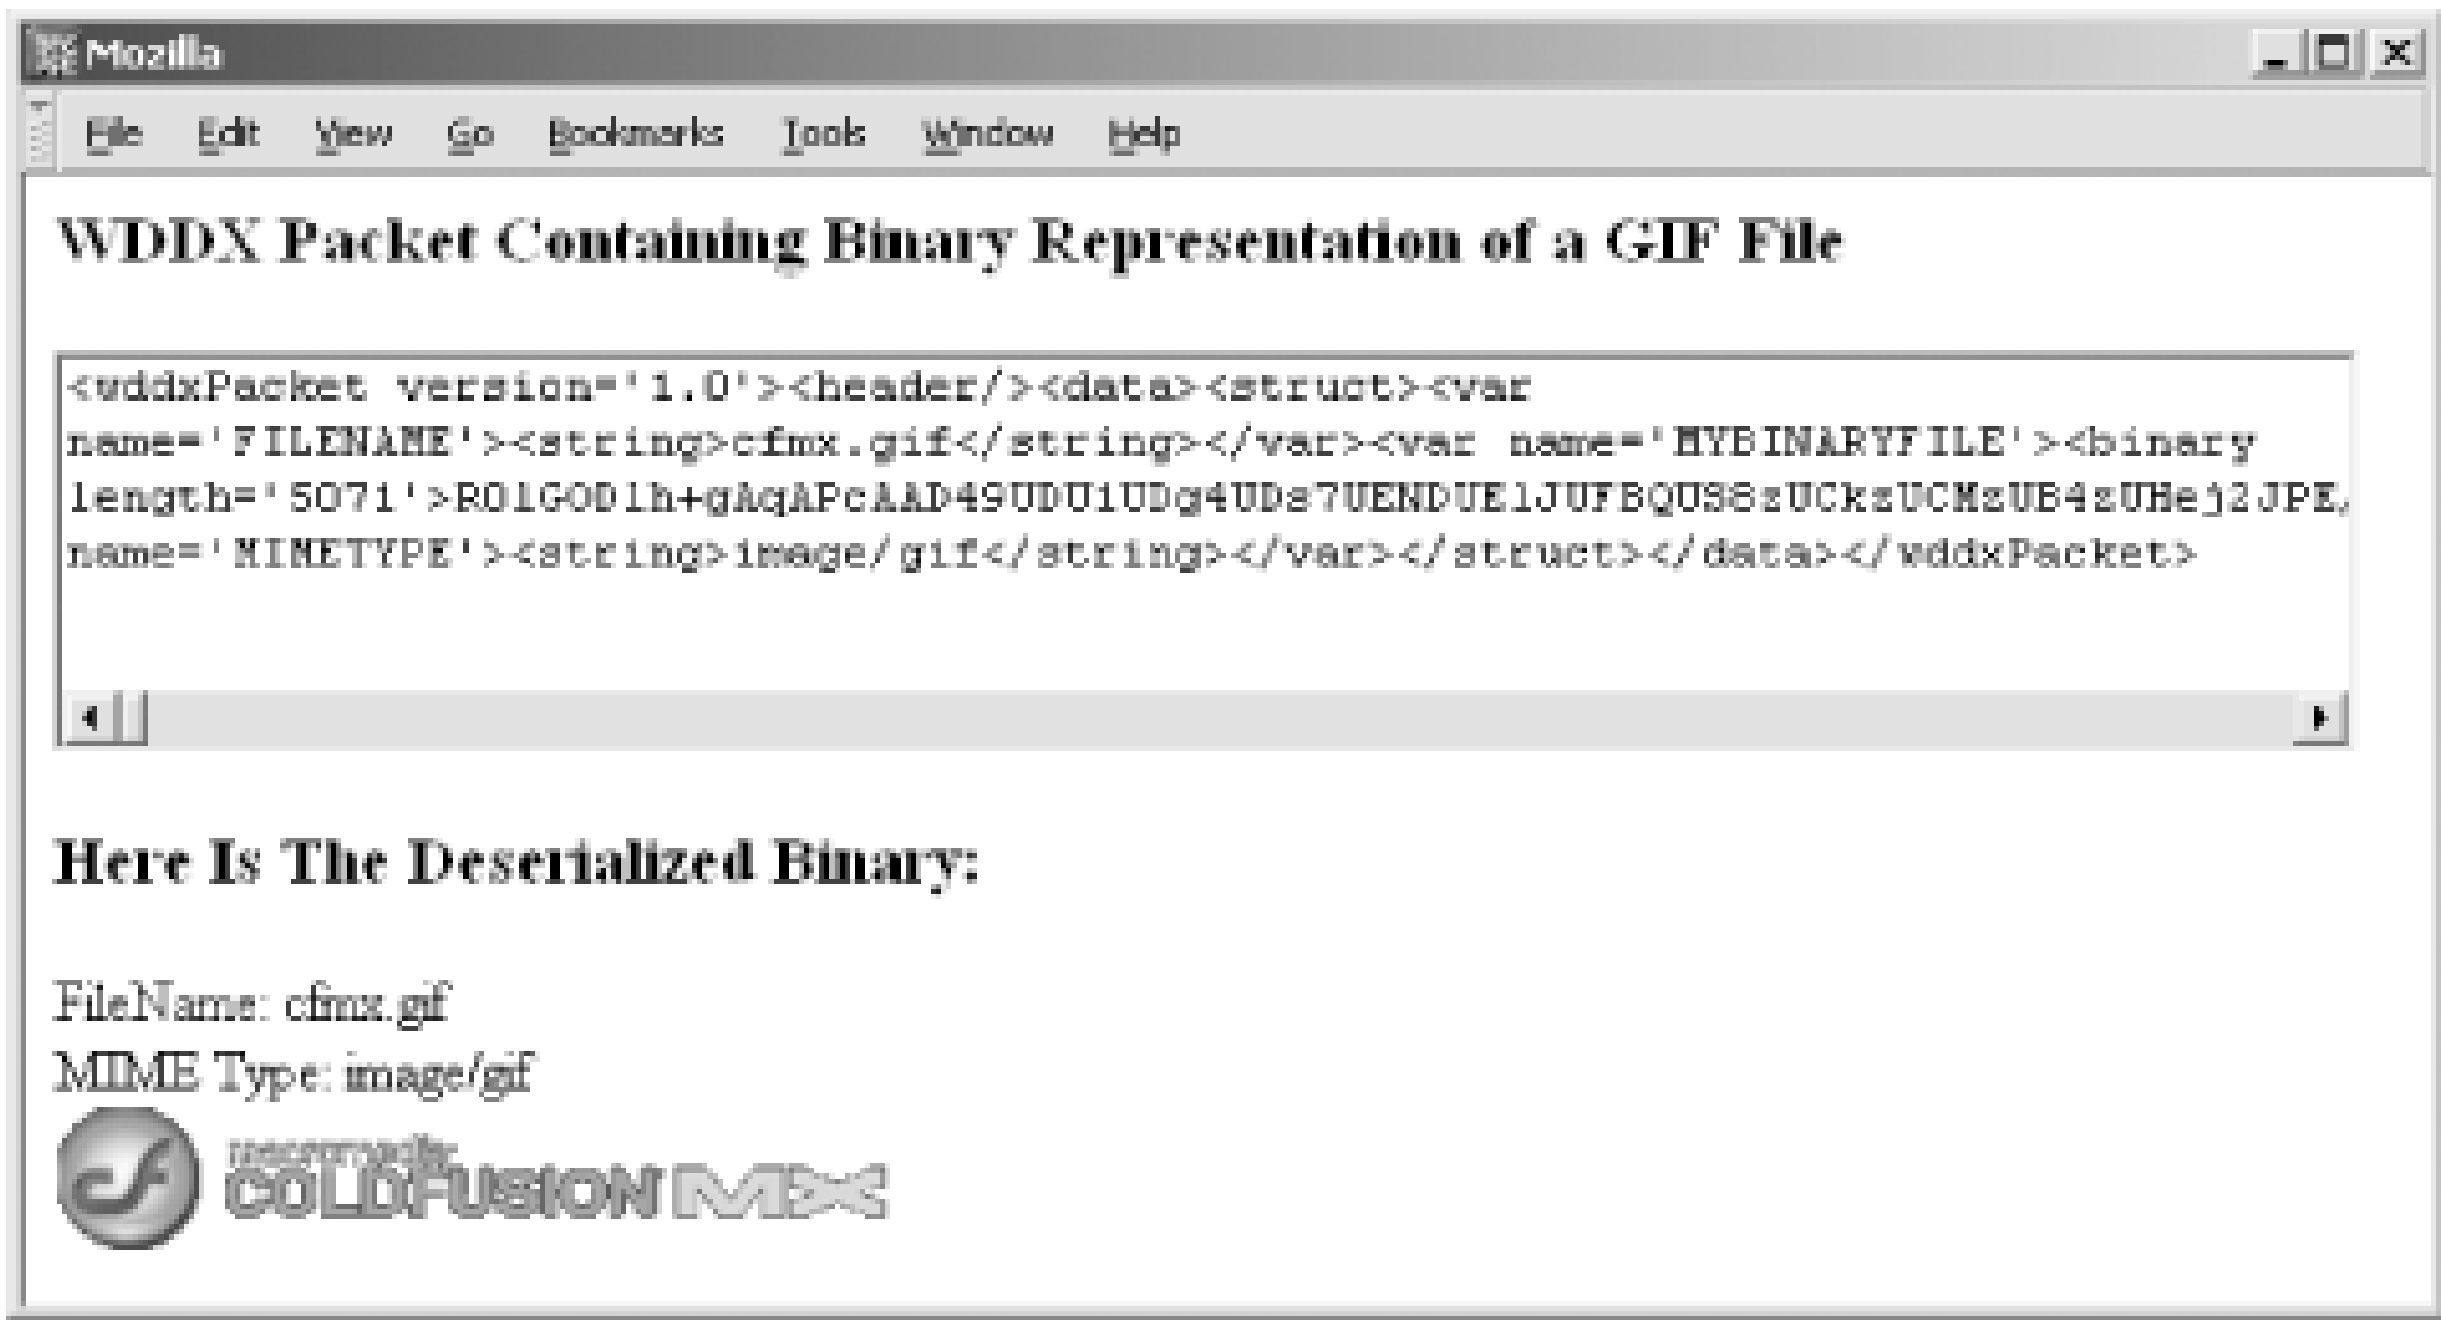 Mozilla
File Edit View Go Bookmarks Tools Window Help
WDDX Packet Containing Binary Representation of a GIF File
<wddxPacket version='1.0'><header/><data><struct><var
name='FILENAME'><string>cfmx.gif</string></var><var name='MYBINARYFILE'><binary
length='5071'>
name='MIMETYPE'><string>image/gif</string></var></struct></data></wddxPacket>
Here Is The Deserialized Binary:
FileName: cfmx.gif
MIME Type: image/gif
macromedia
COLDFUSION MX